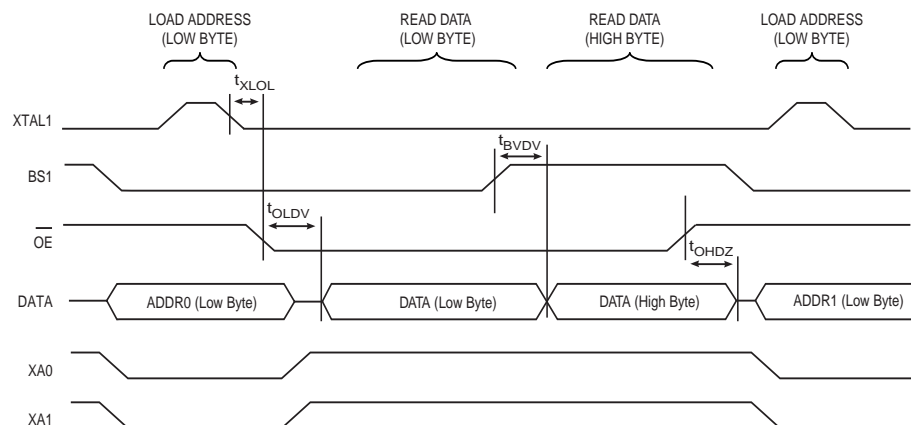 LOAD ADDRESS
(LOW BYTE)
READ DATA
(LOW BYTE)
READ DATA
(HIGH BYTE)
LOAD ADDRESS
(LOW BYTE)
tXLOL
XTAL1
tBVDV
BS1
tOLDV
OE
tOHDZ
DATA
ADDR0 (Low Byte)
DATA (Low Byte)
DATA (High Byte)
ADDR1 (Low Byte)
XA0
XA1